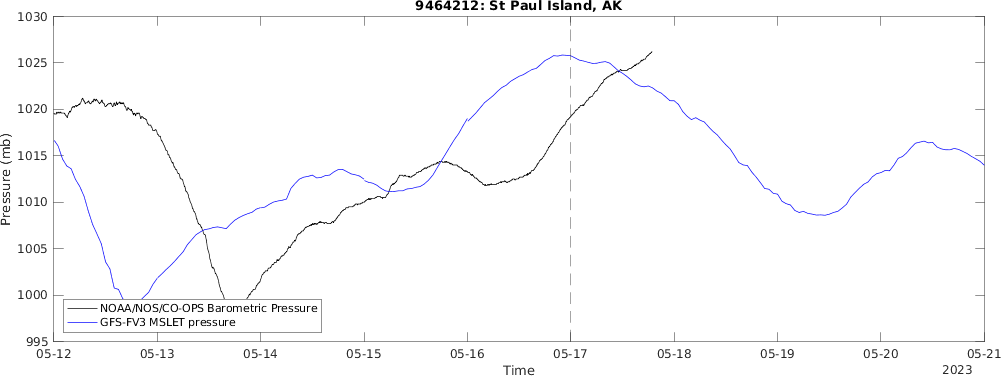 9464212: St Paul Island, AK
1030
1025
1020
1015
1010
1005
1000
995
Pressure (mb)
NOAA/NOS/CO-OPS Barometric Pressure
GFS-FV3 MSLET pressure
05-12 05-13 05-14 05-15 05-16 05-17 05-18 05-19 05-20 05-21
Time
2023